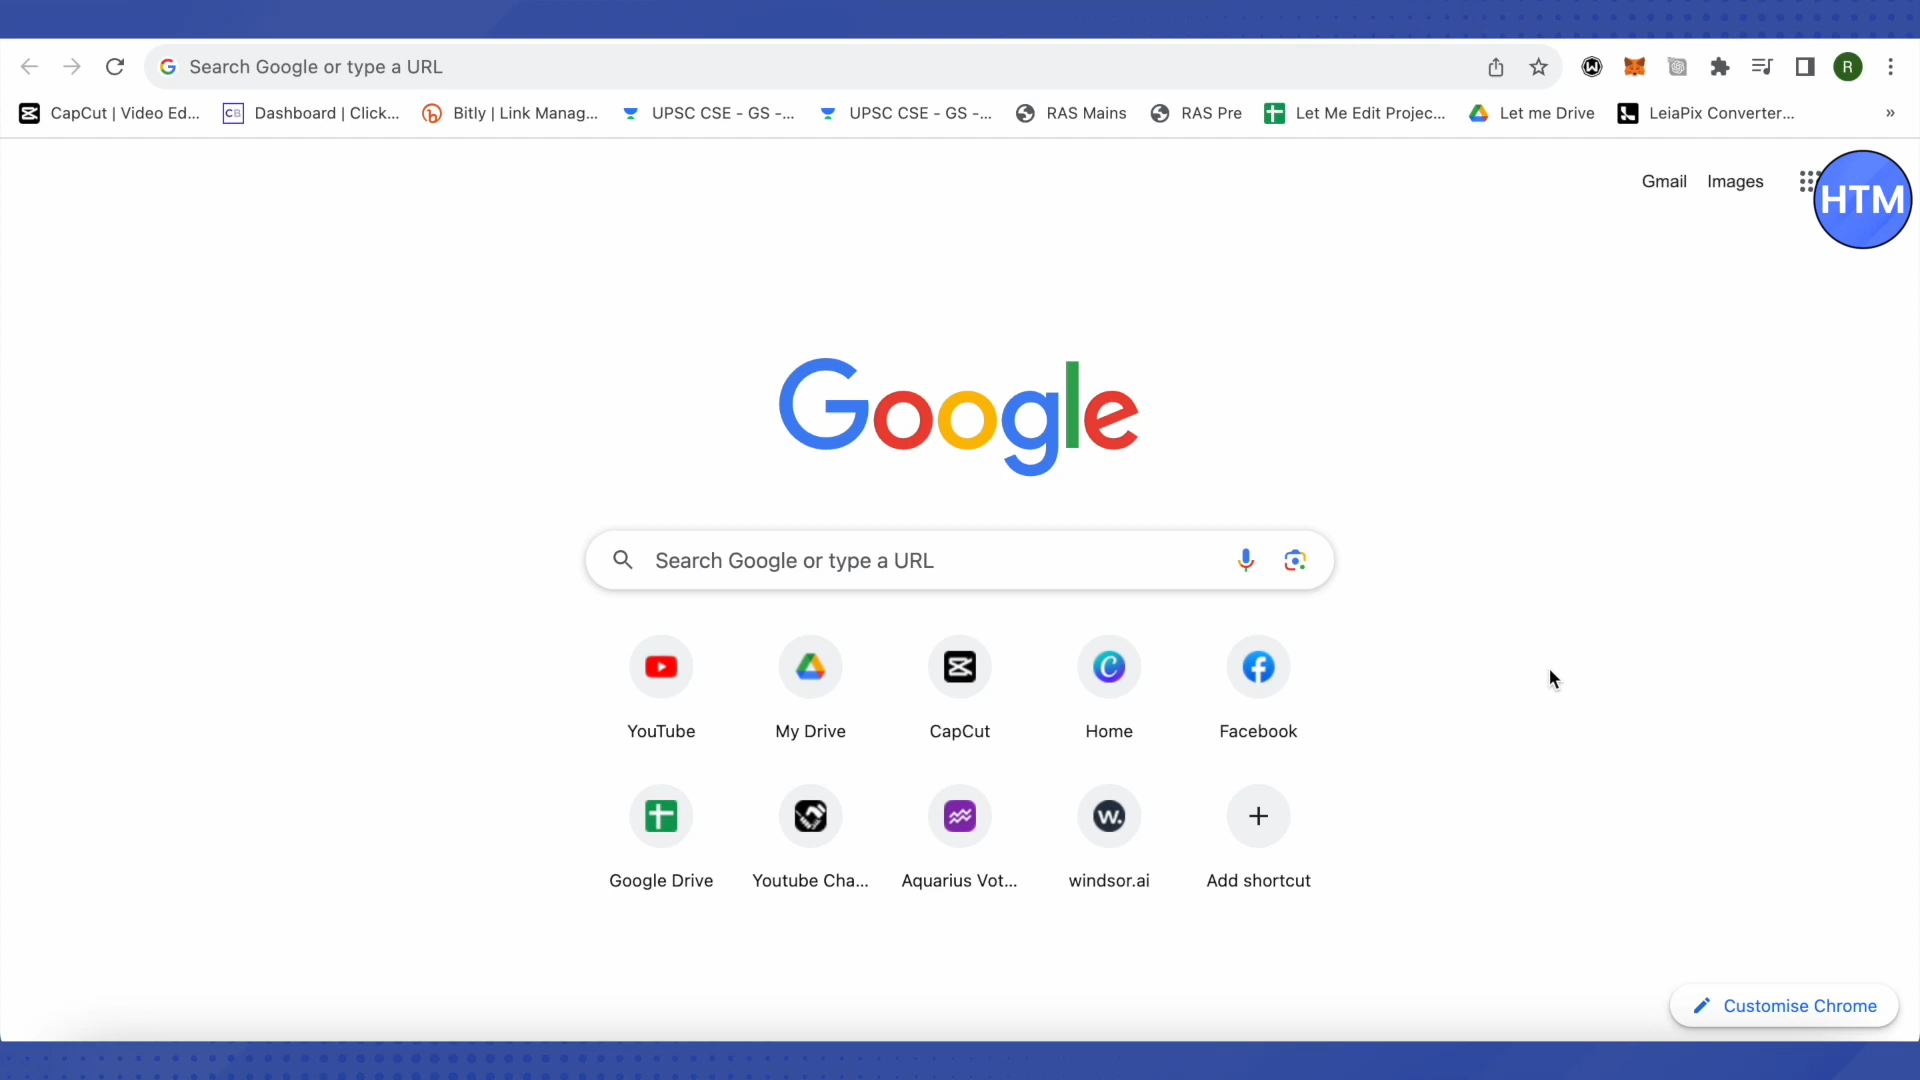 Search Google or type a URL
CapCut | Video Ed...
CB Dashboard | Click...
Bitly | Link Manag...
UPSC CSE - GS -...
UPSC CSE - GS -...
RAS Mains
RAS Pre
Let Me Edit Projec...
Let me Drive
LeiaPix Converter...
»
R
Gmail
Images
HTM
Google
Search Google or type a URL
YouTube
My Drive
CapCut
Home
Facebook
w.
Google Drive
Youtube Cha...
Aquarius Vot...
windsor.ai
Add shortcut
Customise Chrome